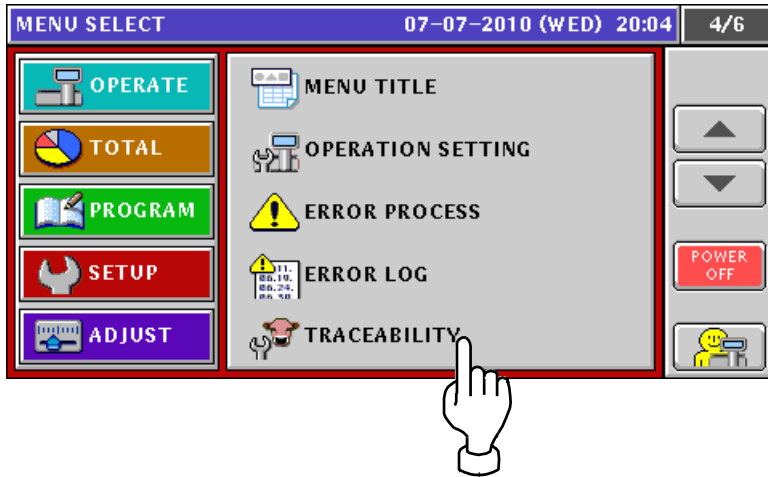 MENU SELECT 07-07-2010 (WED) 20:04 4/6
OPERATE
TOTAL
PROGRAM
SETUP
ADJUST
MENU TITLE
OPERATION SETTING
ERROR PROCESS
ERROR LOG
TRACEABILITY
POWER
OFF